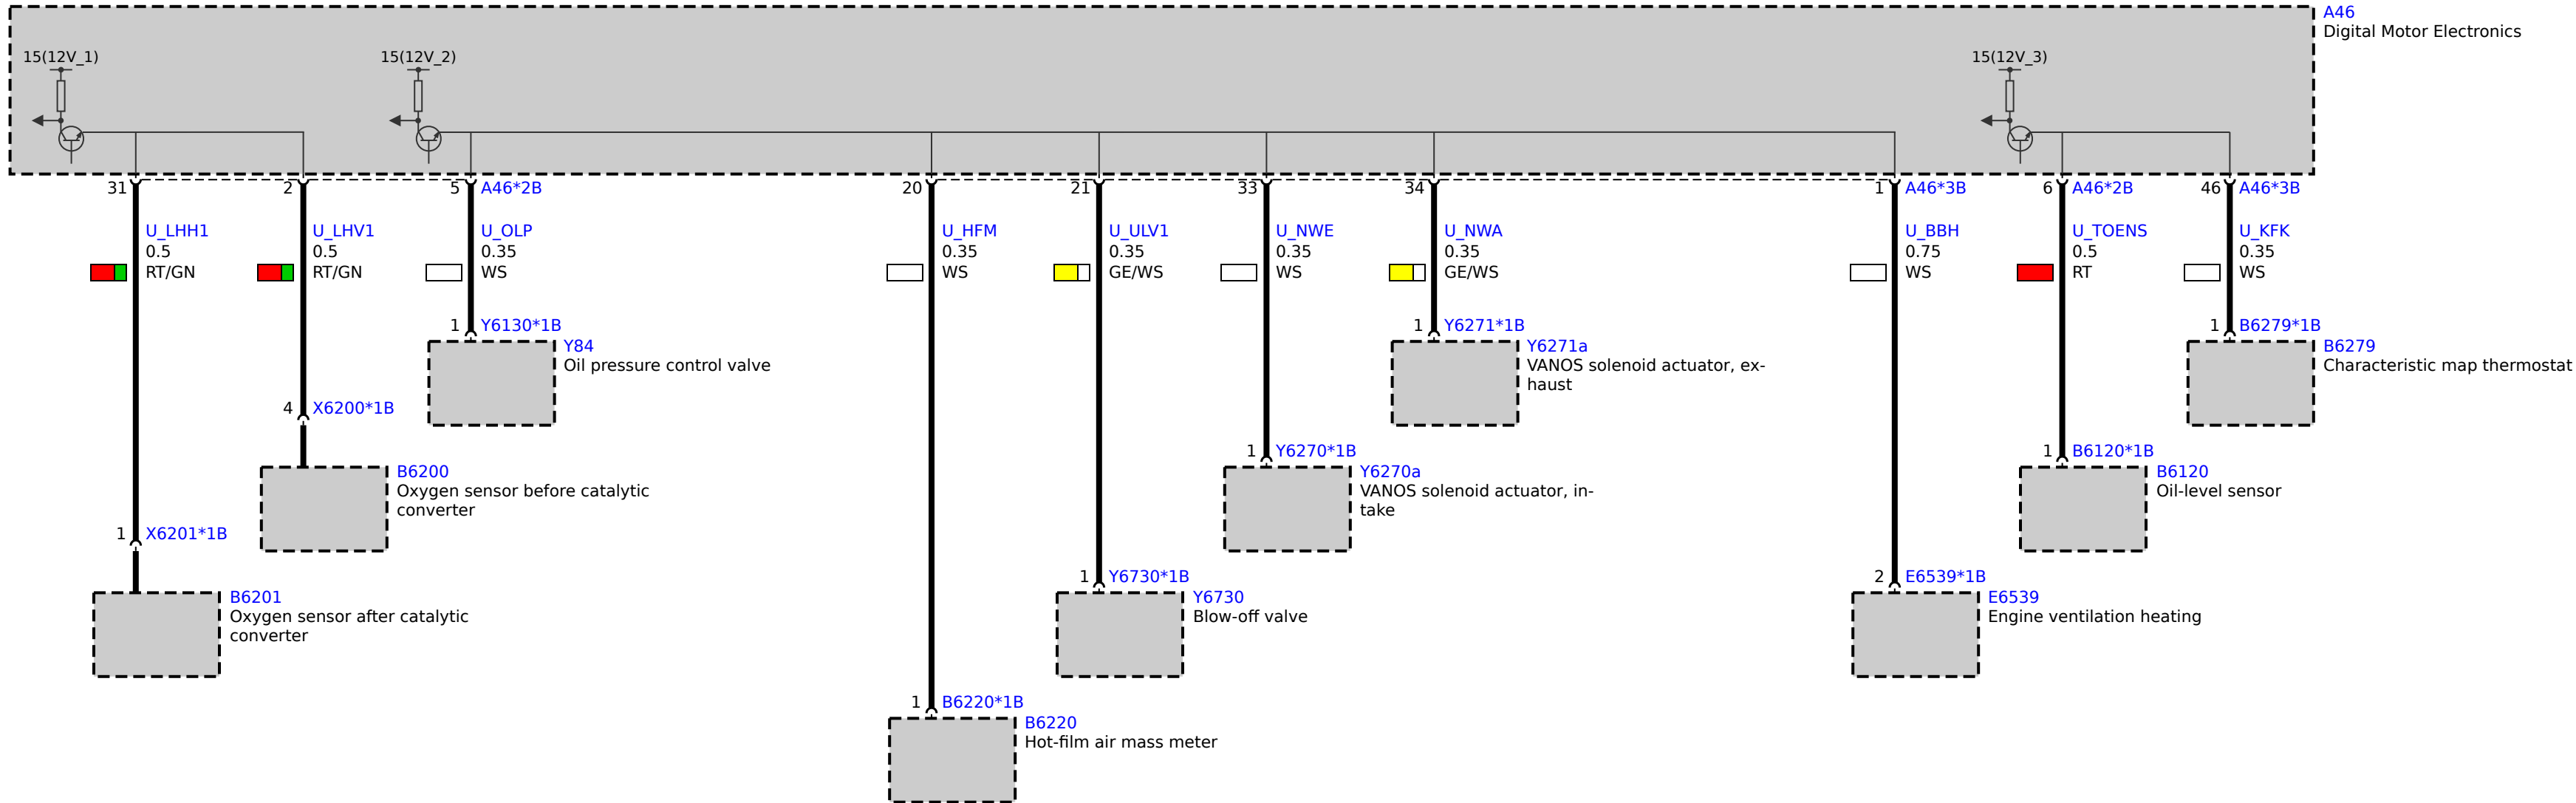 A46
Digital Motor Electronics
15(12V_1)
15(12V_2)
15(12V_3)
31
2
5 A46*2B
20
21
33
34
1 A46*3B
6 A46*2B
46 A46*3B
U_LHH1
0.5
RT/GN
U_LHV1
0.5
RT/GN
U_OLP
0.35
WS
U_HFM
0.35
WS
U_ULV1
0.35
GE/WS
U_NWE
0.35
WS
U_NWA
0.35
GE/WS
U_BBH
0.75
WS
U_TOENS
0.5
RT
U_KFK
0.35
WS
1 Y6130*1B
Y84
Oil pressure control valve
1 Y6271*1B
Y6271a
VANOS solenoid actuator, ex-
haust
1 B6279*1B
B6279
Characteristic map thermostat
4 X6200*1B
B6200
Oxygen sensor before catalytic
converter
1 Y6270*1B
Y6270a
VANOS solenoid actuator, in-
take
1 B6120*1B
B6120
Oil-level sensor
1 X6201*1B
B6201
Oxygen sensor after catalytic
converter
1 Y6730*1B
Y6730
Blow-off valve
2 E6539*1B
E6539
Engine ventilation heating
1 B6220*1B
B6220
Hot-film air mass meter